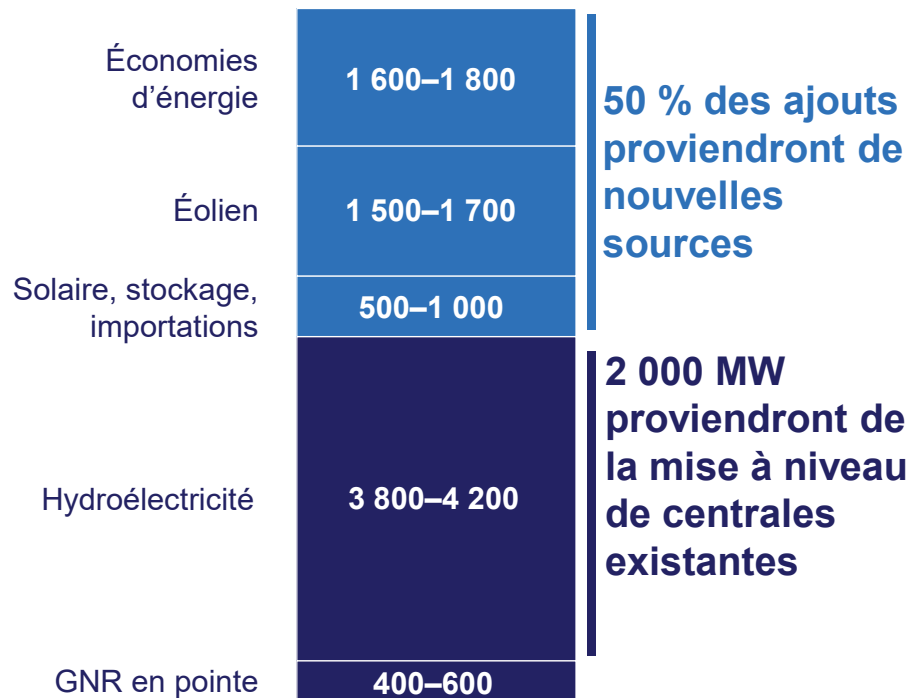 Économies
d’énergie
1 600–1 800
Éolien
1 500–1 700
Solaire, stockage,
importations
500–1 000
50 % des ajouts
proviendront de
nouvelles
sources
Hydroélectricité
3 800–4 200
2 000 MW
proviendront de
la mise à niveau
de centrales
existantes
GNR en pointe
400–600